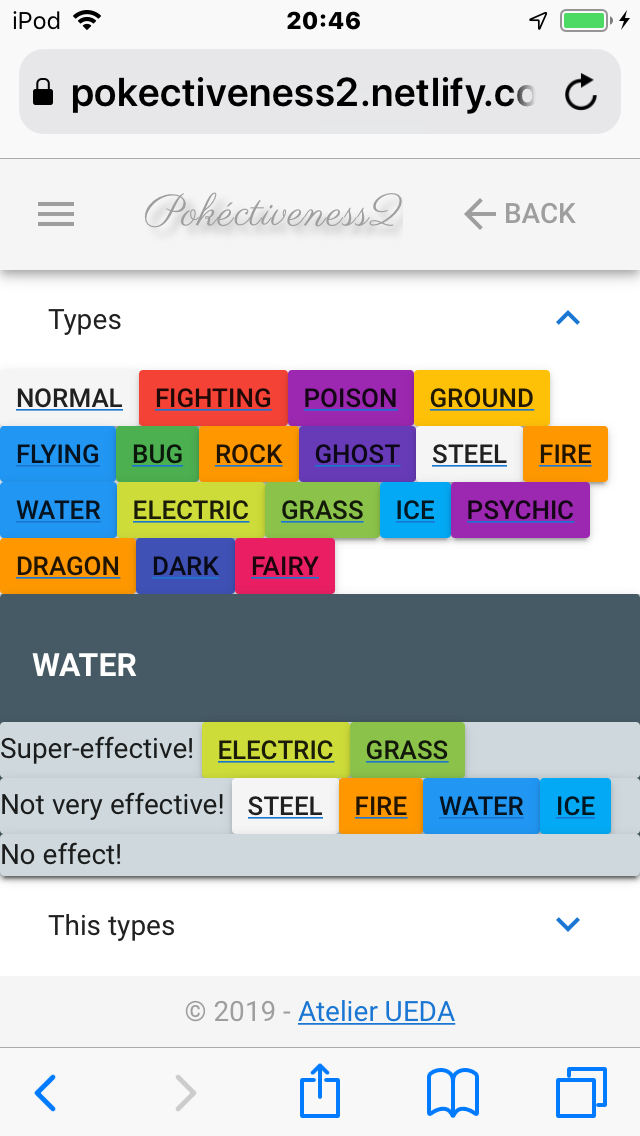 iPod 20:46
pokectiveness2.netlify.co
Pokéctiveness2 BACK
Types
NORMAL FIGHTING POISON GROUND
FLYING BUG ROCK GHOST STEEL FIRE
WATER ELECTRIC GRASS ICE PSYCHIC
DRAGON DARK FAIRY
WATER
Super-effective! ELECTRIC GRASS
Not very effective! STEEL FIRE WATER ICE
No effect!
This types
© 2019 - Atelier UEDA